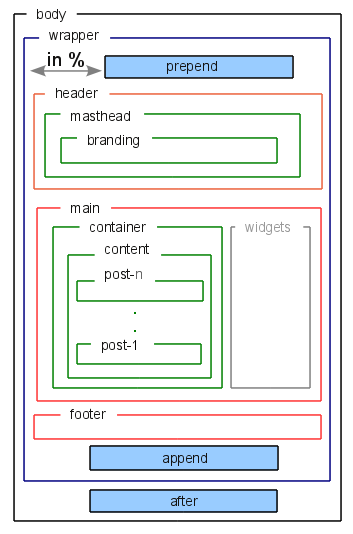 body
wrapper
in %
prepend
header
masthead
branding
main
container
widgets
content
post-n
.
.
post-1
footer
append
after